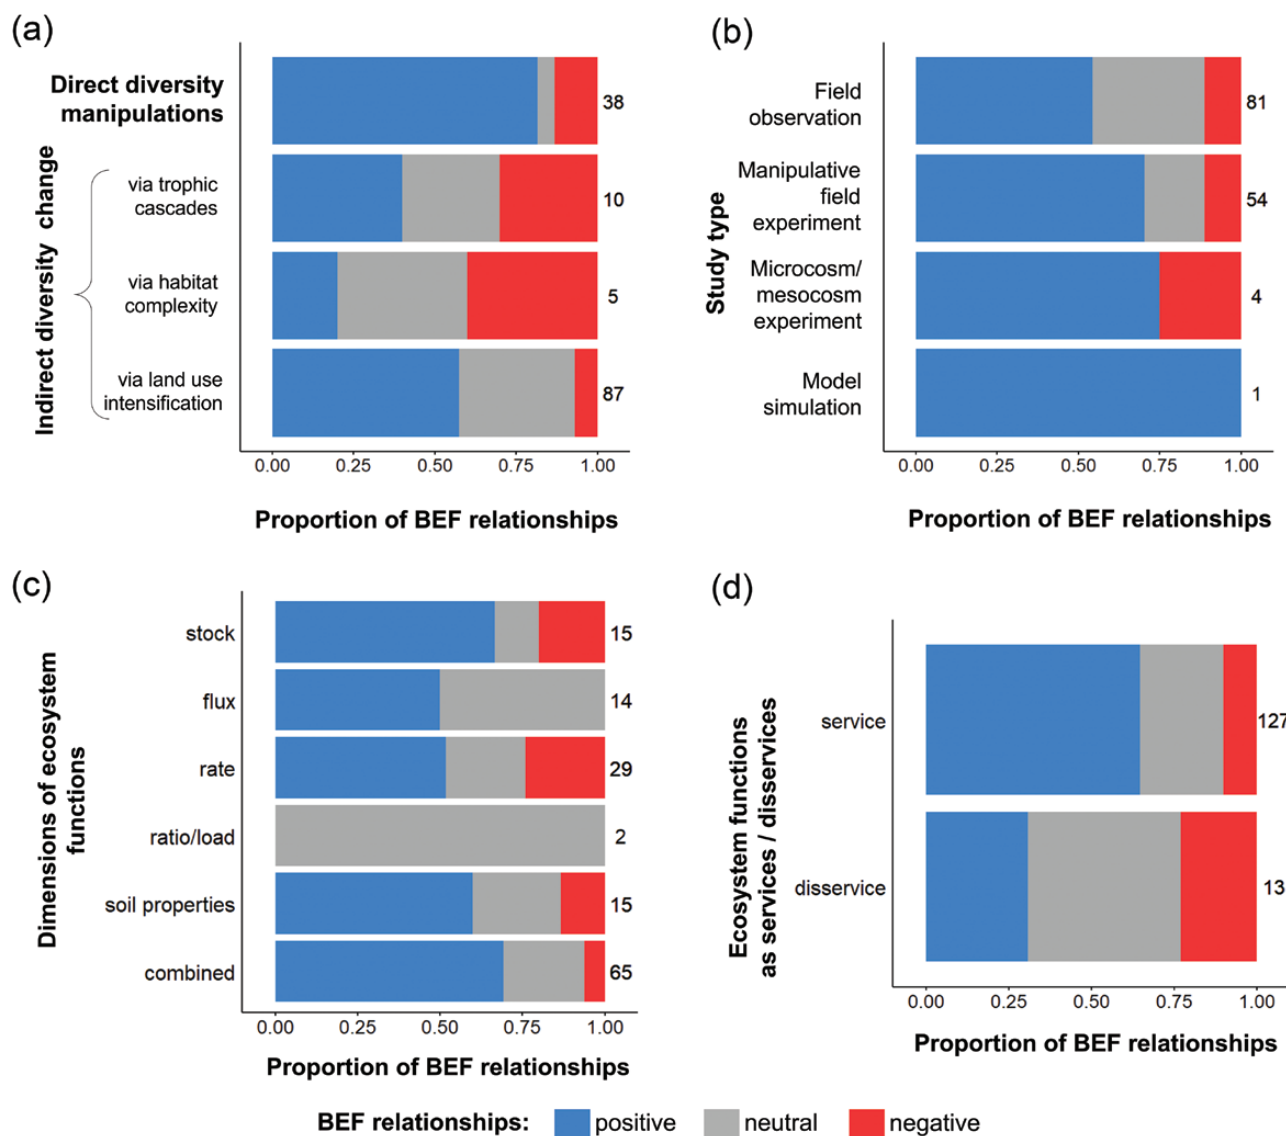 (a)
Direct diversity
manipulations
38
Indirect diversity change
via trophic
cascades
10
via habitat
complexity
5
via land use
intensification
87
0.00 0.25 0.50 0.75 1.00
Proportion of BEF relationships
(b)
Study type
Field
observation
81
Manipulative
field
experiment
54
Microcosm/
mesocosm
experiment
4
Model
simulation
1
0.00 0.25 0.50 0.75 1.00
Proportion of BEF relationships
(c)
Dimensions of ecosystem
functions
stock
15
flux
14
rate
29
ratio/load
2
soil properties
15
combined
65
0.00 0.25 0.50 0.75 1.00
Proportion of BEF relationships
(d)
Ecosystem functions
as services / disservices
service
127
disservice
13
0.00 0.25 0.50 0.75 1.00
Proportion of BEF relationships
BEF relationships: positive neutral negative